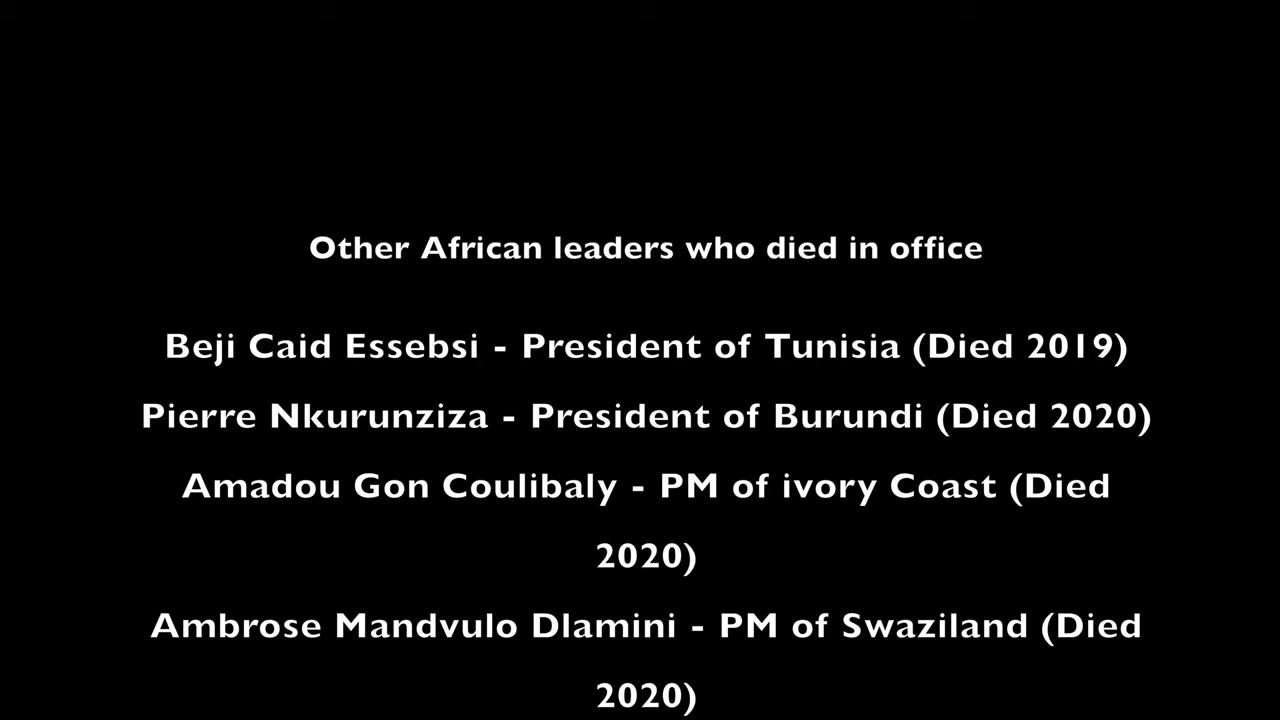 Other African leaders who died in office
Beji Caid Essebsi - President of Tunisia (Died 2019)
Pierre Nkurunziza - President of Burundi (Died 2020)
Amadou Gon Coulibaly - PM of ivory Coast (Died
2020)
Ambrose Mandvulo Dlamini - PM of Swaziland (Died
2020)